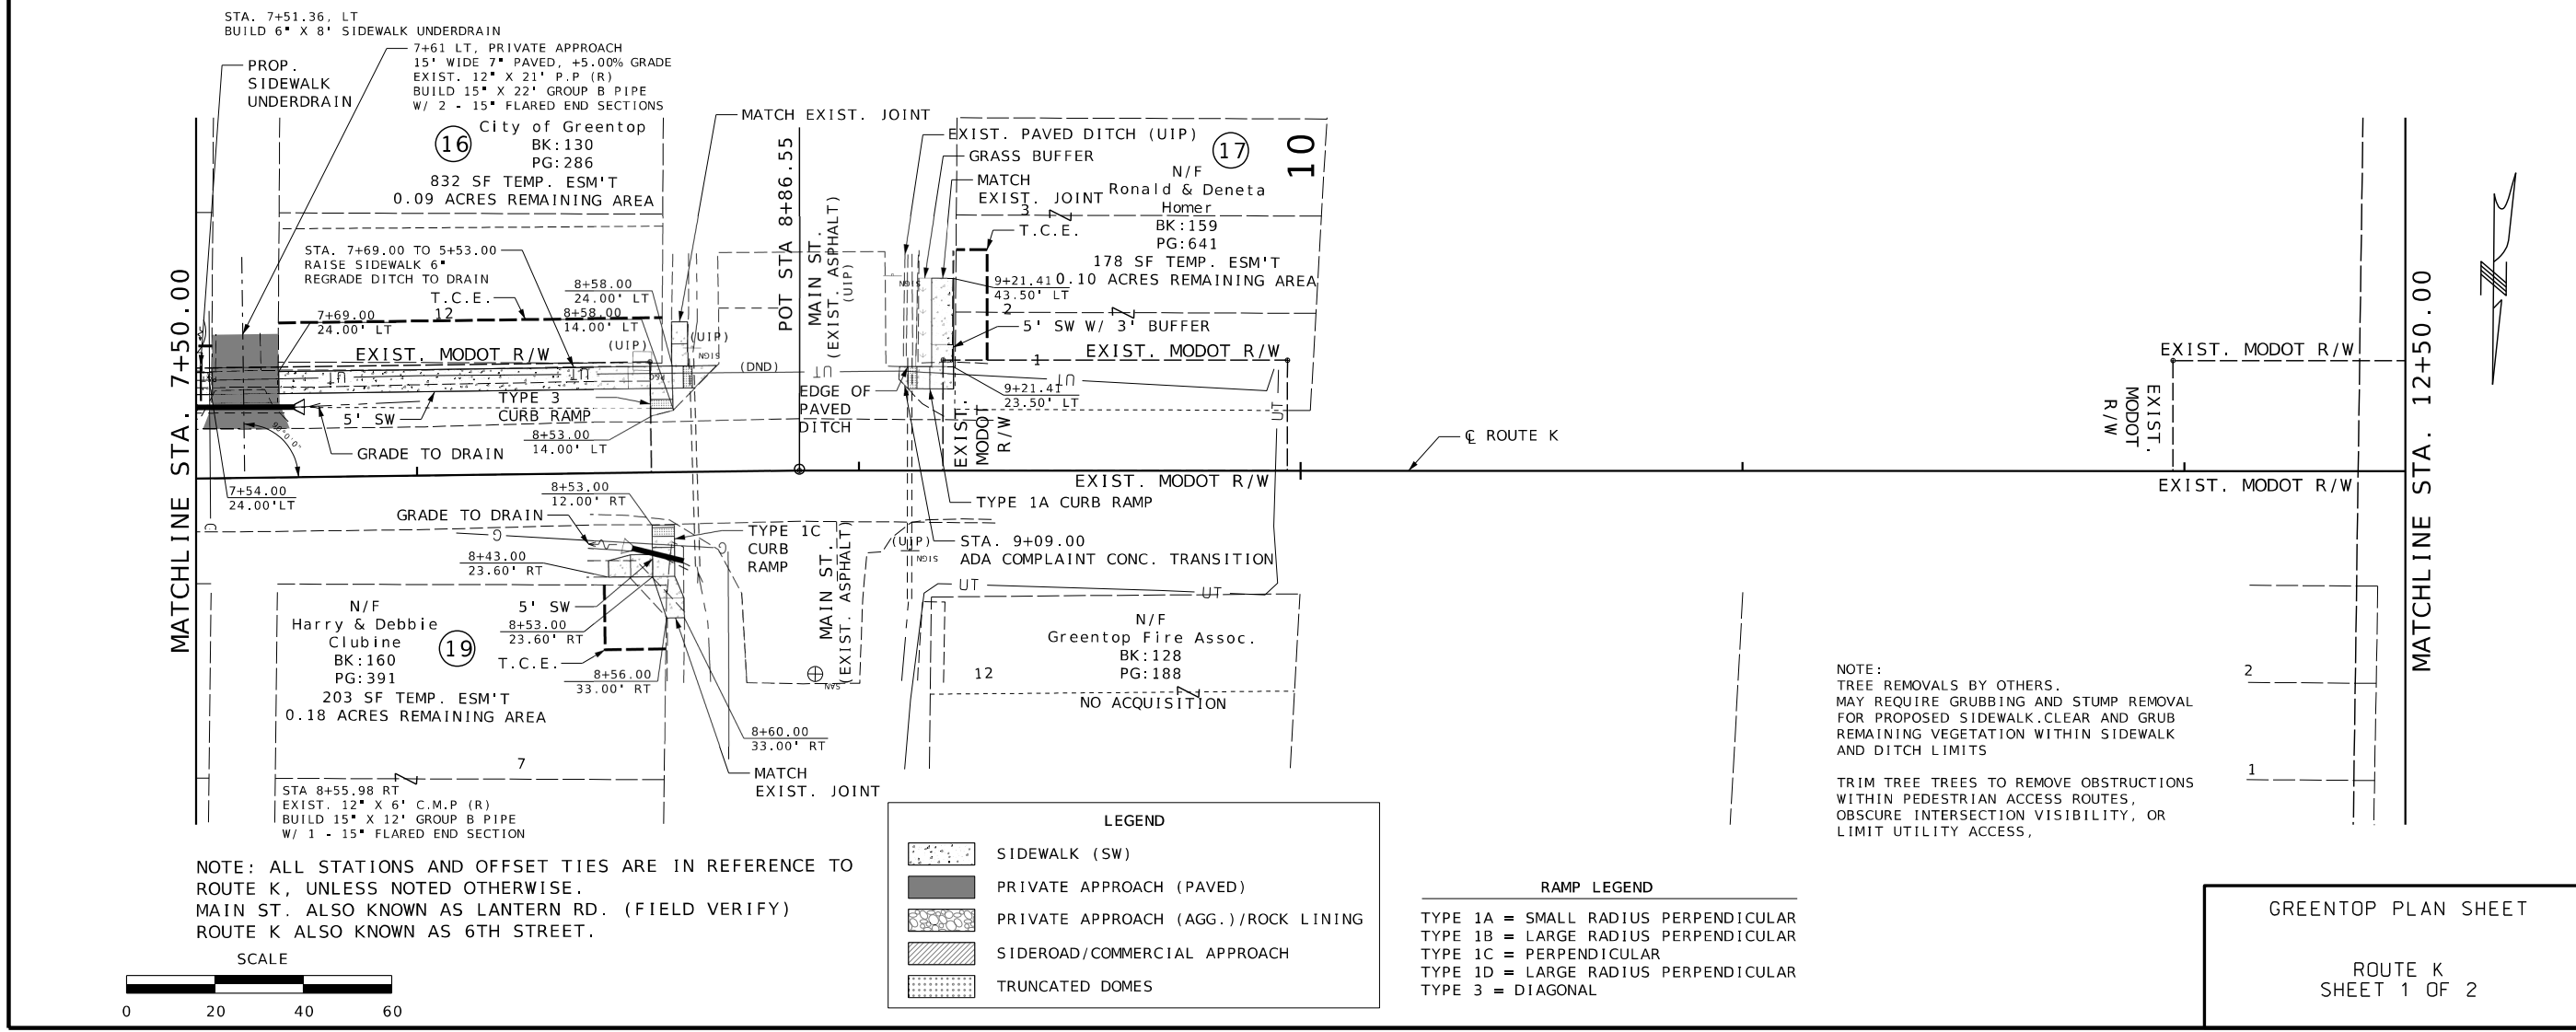 STA. 7+51.36, LT
BUILD 6" X 8' SIDEWALK UNDERDRAIN
7+61 LT, PRIVATE APPROACH
15' WIDE 7" PAVED, +5.00% GRADE
EXIST. 12" X 21' P.P (R)
BUILD 15" X 22' GROUP B PIPE
W/ 2 - 15" FLARED END SECTIONS
PROP.
SIDEWALK
UNDERDRAIN
16
City of Greentop
BK:130
PG:286
832 SF TEMP. ESM'T
0.09 ACRES REMAINING AREA
MATCH EXIST. JOINT
POT STA 8+86.55
MAIN ST.
(EXIST. ASPHALT)
(UIP)
EXIST. PAVED DITCH (UIP)
GRASS BUFFER
MATCH
EXIST. JOINT
17
N/F
Ronald & Deneta
Homer
BK:159
PG:641
178 SF TEMP. ESM'T
0.10 ACRES REMAINING AREA
10
3
T.C.E.
9+21.41
43.50' LT
2
5' SW W/ 3' BUFFER
1
EXIST. MODOT R/W
STA. 7+69.00 TO 5+53.00
RAISE SIDEWALK 6"
REGRADE DITCH TO DRAIN
T.C.E.
12
8+58.00
24.00' LT
8+58.00
14.00' LT
7+69.00
24.00' LT
EXIST. MODOT R/W
(UIP)
(UIP)
SIGN
SIGN
(DND)
UT
UT
UT
UT
UT
MATCHLINE STA. 7+50.00
TYPE 3
CURB RAMP
5' SW
8+53.00
14.00' LT
GRADE TO DRAIN
90°0'0"
EDGE OF
PAVED
DITCH
9+21.41
23.50' LT
EXIST.
MODOT
R/W
℄ ROUTE K
EXIST. MODOT R/W
EXIST.
MODOT
R/W
EXIST. MODOT R/W
MATCHLINE STA. 12+50.00
7+54.00
24.00'LT
8+53.00
12.00' RT
GRADE TO DRAIN
G
G
G
8+43.00
23.60' RT
TYPE 1C
CURB
RAMP
EXIST. MODOT R/W
TYPE 1A CURB RAMP
STA. 9+09.00
ADA COMPLAINT CONC. TRANSITION
(UIP)
SIGN
MAIN ST.
(EXIST. ASPHALT)
SAN
UT
UT
N/F
Harry & Debbie
Clubine
BK:160
PG:391
203 SF TEMP. ESM'T
0.18 ACRES REMAINING AREA
19
5' SW
8+53.00
23.60' RT
T.C.E.
8+56.00
33.00' RT
8+60.00
33.00' RT
MATCH
EXIST. JOINT
7
N/F
Greentop Fire Assoc.
BK:128
PG:188
12
NO ACQUISITION
STA 8+55.98 RT
EXIST. 12" X 6' C.M.P (R)
BUILD 15" X 12' GROUP B PIPE
W/ 1 - 15" FLARED END SECTION
NOTE:
TREE REMOVALS BY OTHERS.
MAY REQUIRE GRUBBING AND STUMP REMOVAL
FOR PROPOSED SIDEWALK.CLEAR AND GRUB
REMAINING VEGETATION WITHIN SIDEWALK
AND DITCH LIMITS
TRIM TREE TREES TO REMOVE OBSTRUCTIONS
WITHIN PEDESTRIAN ACCESS ROUTES,
OBSCURE INTERSECTION VISIBILITY, OR
LIMIT UTILITY ACCESS,
2
1
NOTE: ALL STATIONS AND OFFSET TIES ARE IN REFERENCE TO
ROUTE K, UNLESS NOTED OTHERWISE.
MAIN ST. ALSO KNOWN AS LANTERN RD. (FIELD VERIFY)
ROUTE K ALSO KNOWN AS 6TH STREET.
SCALE
0 20 40 60
LEGEND
SIDEWALK (SW)
PRIVATE APPROACH (PAVED)
PRIVATE APPROACH (AGG.)/ROCK LINING
SIDEROAD/COMMERCIAL APPROACH
TRUNCATED DOMES
RAMP LEGEND
TYPE 1A = SMALL RADIUS PERPENDICULAR
TYPE 1B = LARGE RADIUS PERPENDICULAR
TYPE 1C = PERPENDICULAR
TYPE 1D = LARGE RADIUS PERPENDICULAR
TYPE 3 = DIAGONAL
GREENTOP PLAN SHEET
ROUTE K
SHEET 1 OF 2